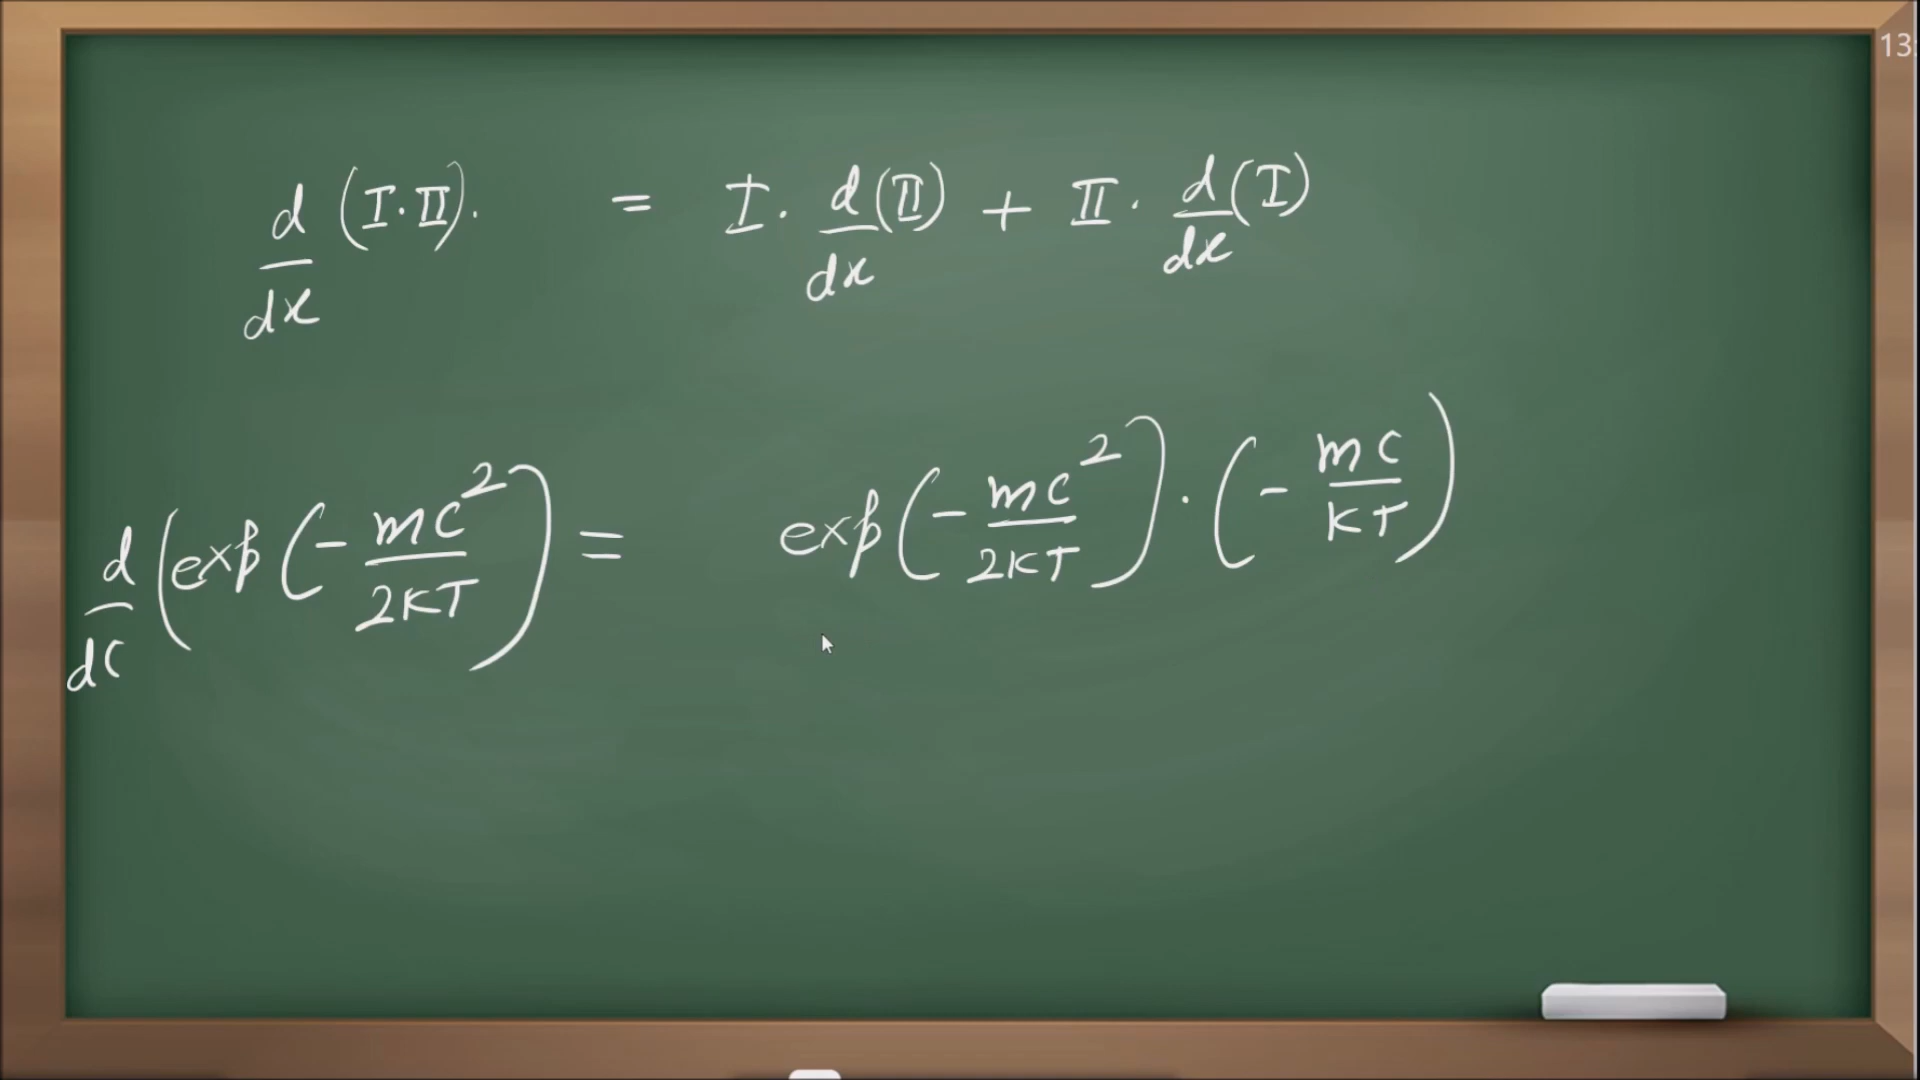 13
d/dx (I·II). = I · d/dx (II) + II · d/dx (I)
d/dc (exp(- mc²/2KT)) = exp(- mc²/2KT) · (- mc/KT)